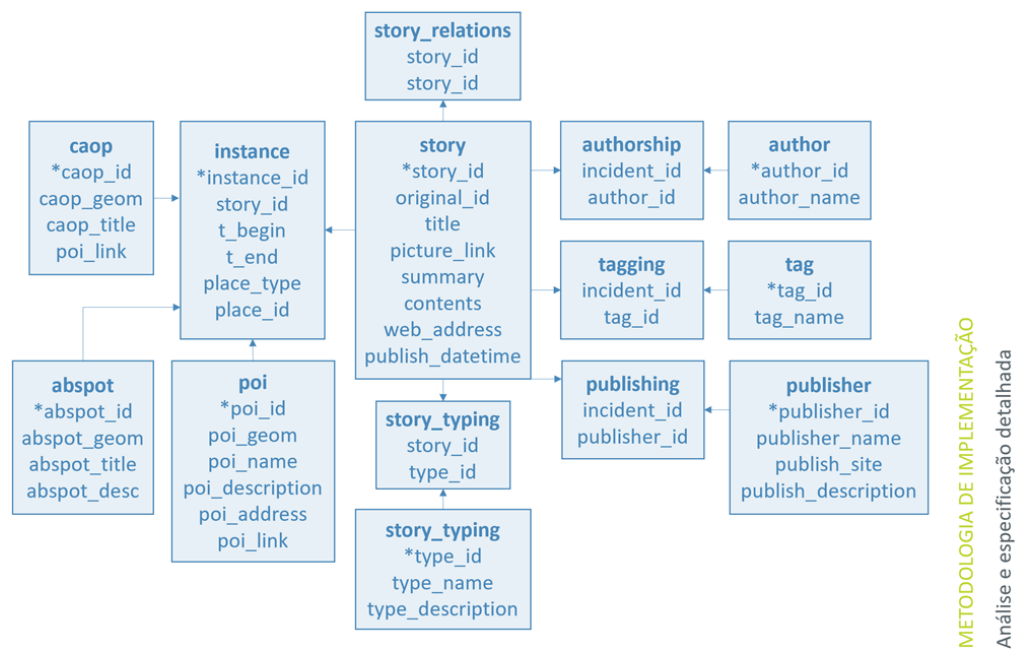 story_relations
story_id
story_id
caop
*caop_id
caop_geom
caop_title
poi_link
instance
*instance_id
story_id
t_begin
t_end
place_type
place_id
story
*story_id
original_id
title
picture_link
summary
contents
web_address
publish_datetime
authorship
incident_id
author_id
author
*author_id
author_name
tagging
incident_id
tag_id
tag
*tag_id
tag_name
abspot
*abspot_id
abspot_geom
abspot_title
abspot_desc
poi
*poi_id
poi_geom
poi_name
poi_description
poi_address
poi_link
story_typing
story_id
type_id
publishing
incident_id
publisher_id
publisher
*publisher_id
publisher_name
publish_site
publish_description
story_typing
*type_id
type_name
type_description
METODOLOGIA DE IMPLEMENTAÇÃO
Análise e especificação detalhada